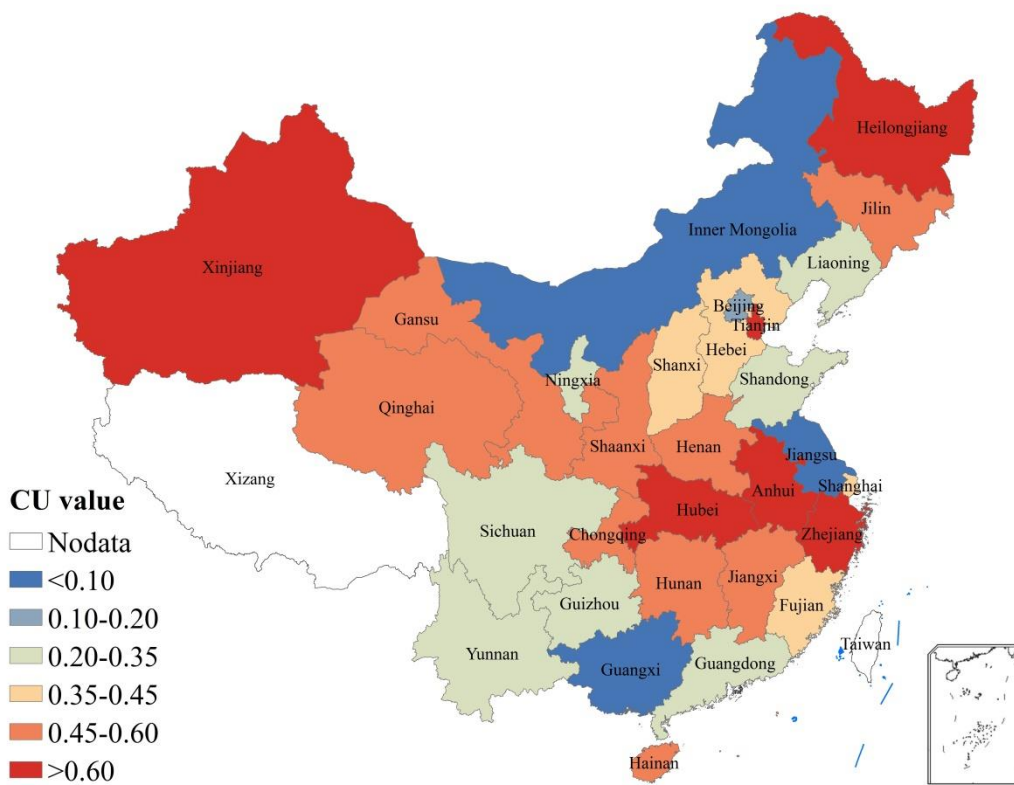 Heilongjiang
Jilin
Inner Mongolia
Liaoning
Xinjiang
Beijing
Tianjin
Gansu
Hebei
Shanxi
Ningxia
Shandong
Qinghai
Shaanxi
Henan
Jiangsu
Xizang
Shanghai
Anhui
CU value
Hubei
Nodata
Chongqing
Zhejiang
Sichuan
<0.10
Hunan
Jiangxi
Guizhou
0.10-0.20
Fujian
Taiwan
0.20-0.35
Yunnan
Guangxi
Guangdong
0.35-0.45
0.45-0.60
Hainan
>0.60